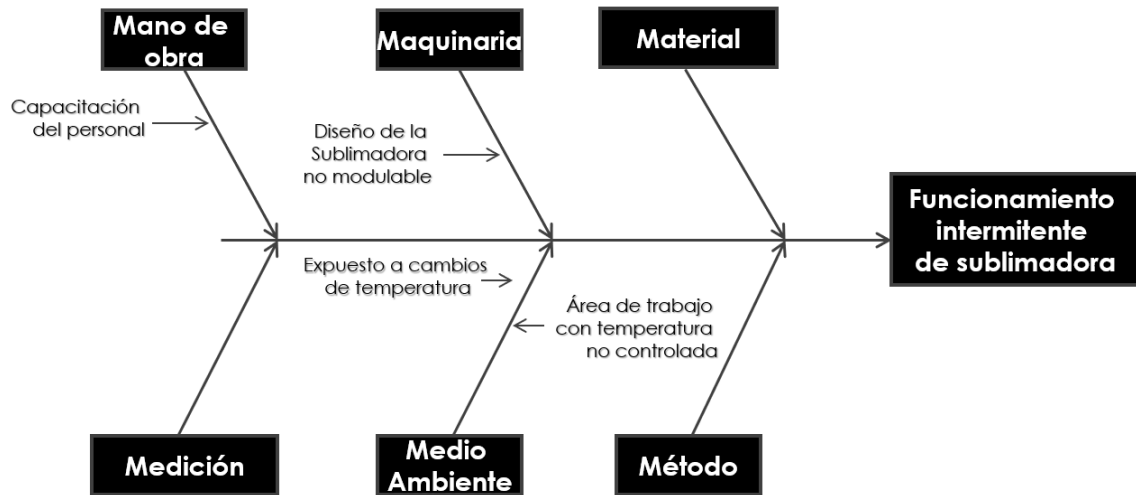 Mano de
obra
Maquinaria
Material
Capacitación
del personal
Diseño de la
Sublimadora
no modulable
Funcionamiento
intermitente
de sublimadora
Expuesto a cambios
de temperatura
Área de trabajo
con temperatura
no controlada
Medición
Medio
Ambiente
Método